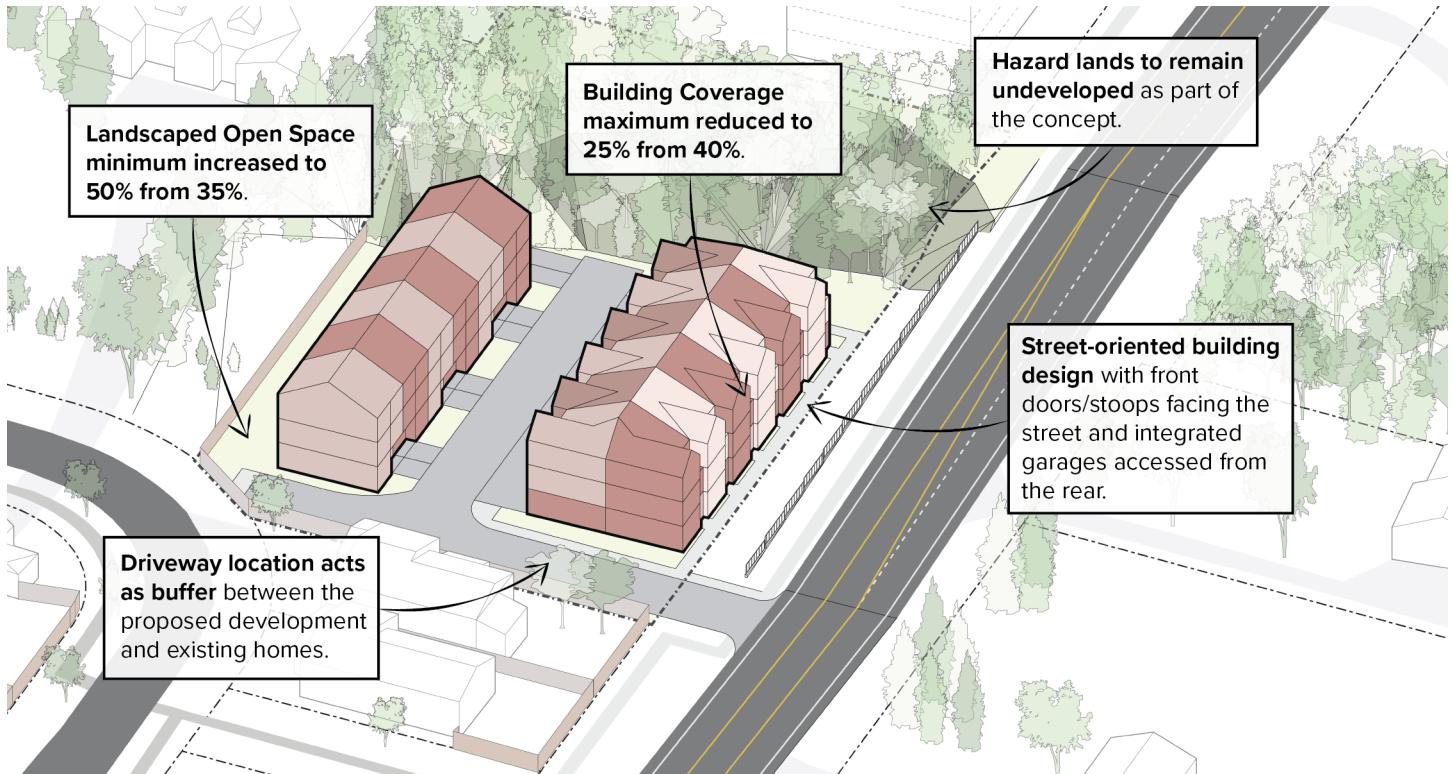 Landscaped Open Space
minimum increased to
50% from 35%.
Building Coverage
maximum reduced to
25% from 40%.
Hazard lands to remain
undeveloped as part of
the concept.
Street-oriented building
design with front
doors/stoops facing the
street and integrated
garages accessed from
the rear.
Driveway location acts
as buffer between the
proposed development
and existing homes.